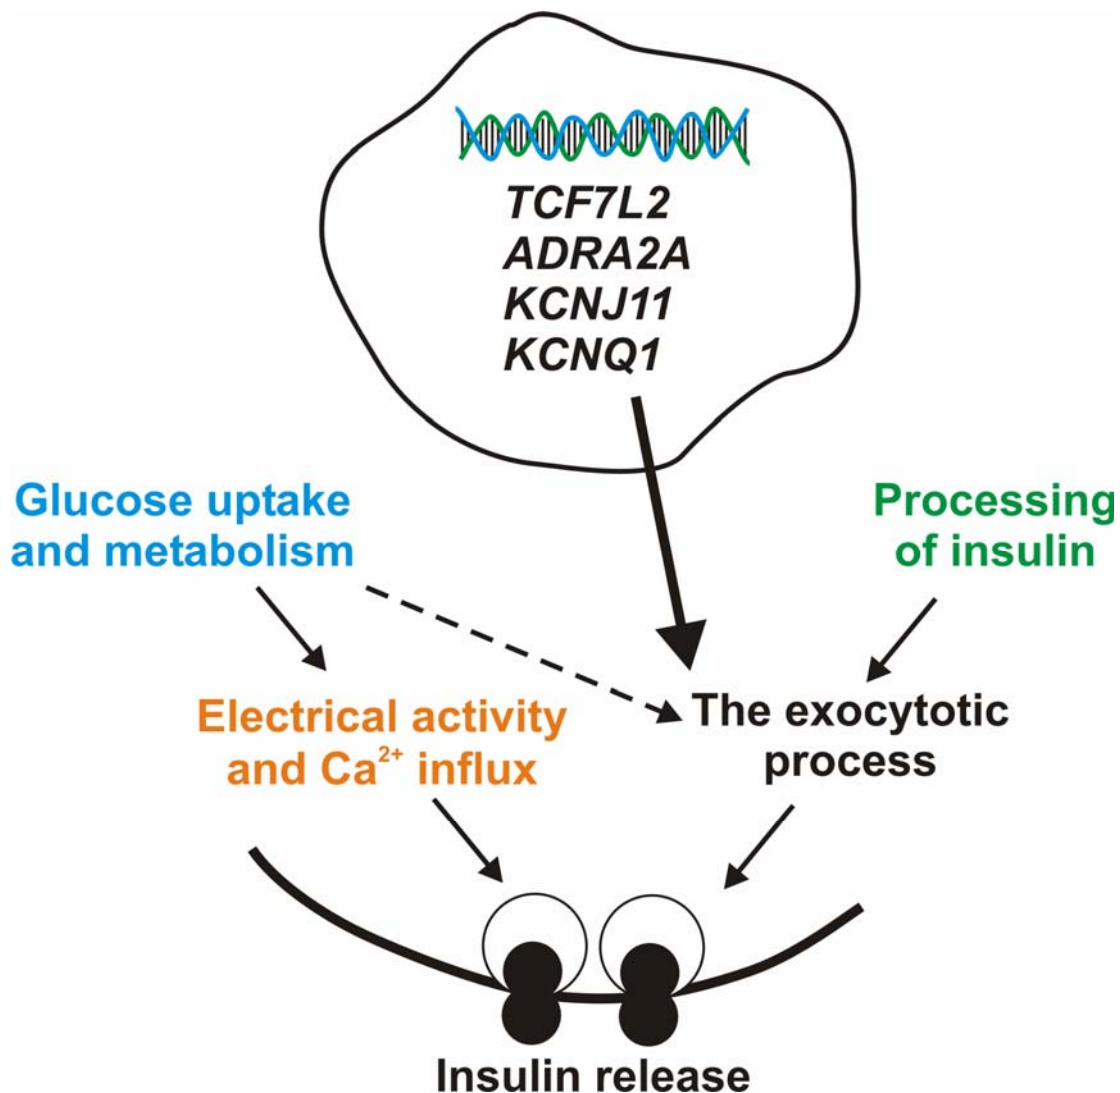 TCF7L2
ADRA2A
KCNJ11
KCNQ1
Glucose uptake
and metabolism
Processing
of insulin
Electrical activity
and Ca²⁺ influx
The exocytotic
process
Insulin release